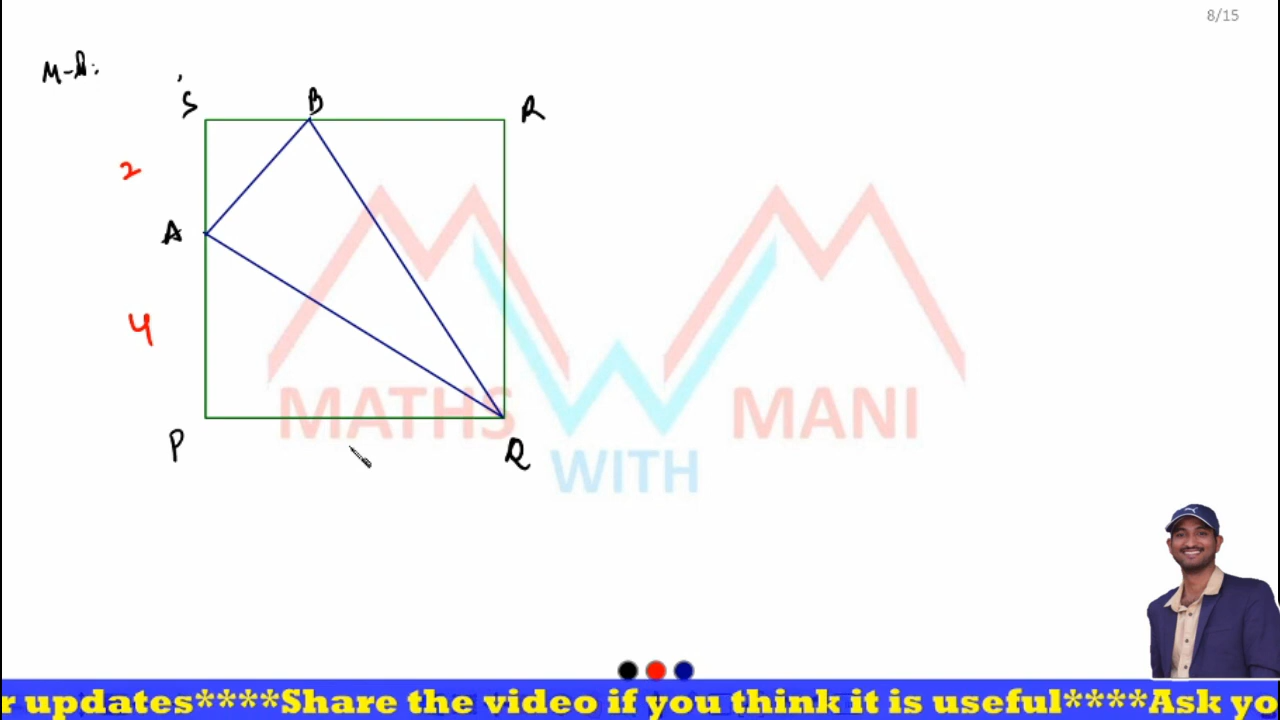 8/15
M-A:
S B R
2
A
4
P Q
MATHS MANI
WITH
r updates****Share the video if you think it is useful****Ask yo